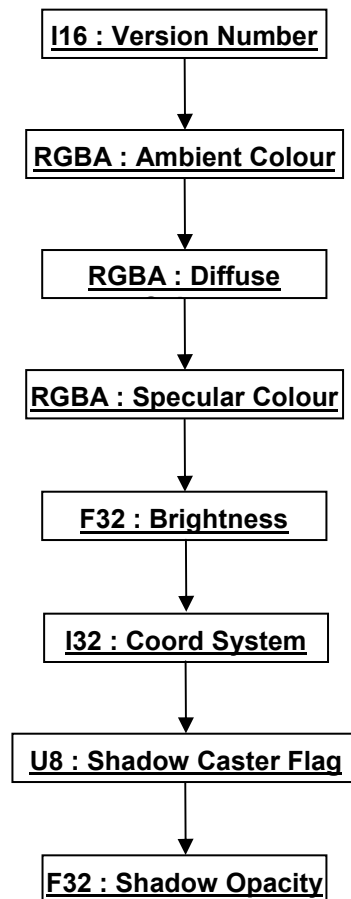 I16 : Version Number
RGBA : Ambient Colour
RGBA : Diffuse
RGBA : Specular Colour
F32 : Brightness
I32 : Coord System
U8 : Shadow Caster Flag
F32 : Shadow Opacity